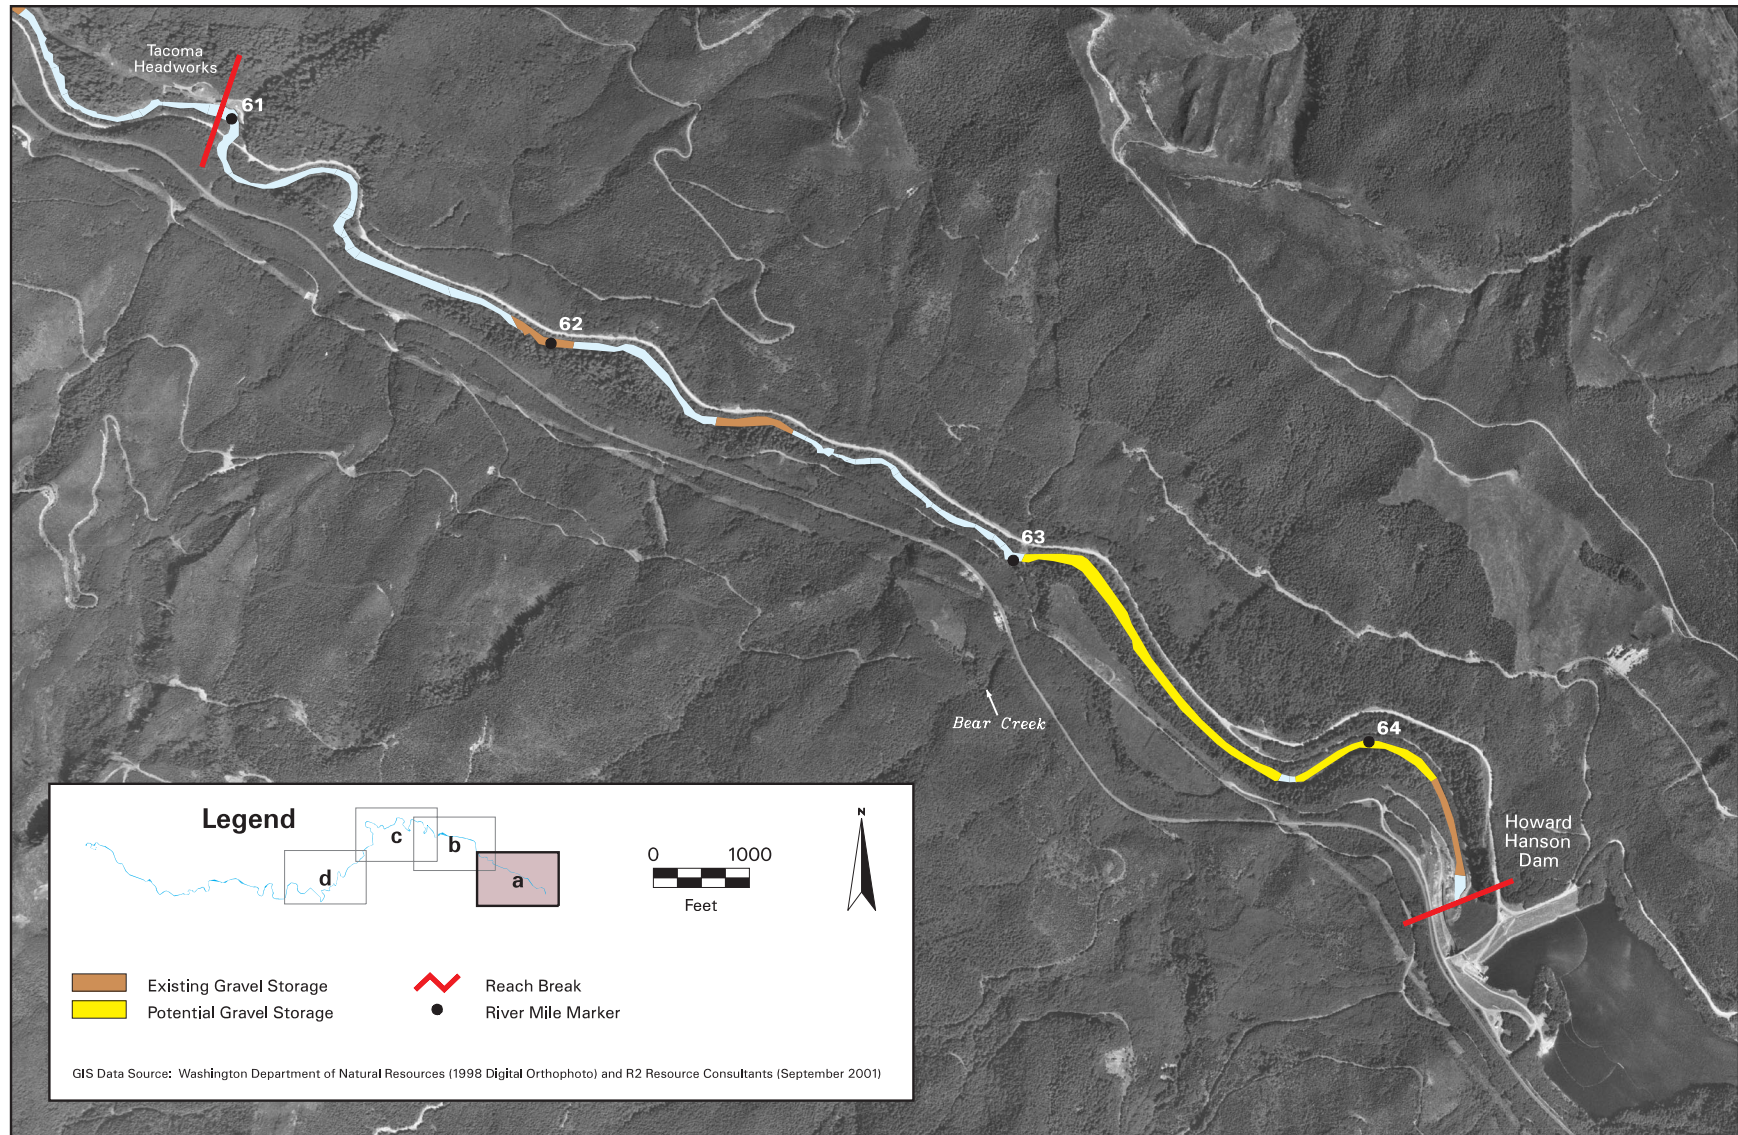 Tacoma
Headworks
61
62
63
64
Bear Creek
Howard
Hanson
Dam
Legend
a
b
c
d
0 1000
Feet
N
Existing Gravel Storage
Potential Gravel Storage
Reach Break
River Mile Marker
GIS Data Source: Washington Department of Natural Resources (1998 Digital Orthophoto) and R2 Resource Consultants (September 2001)